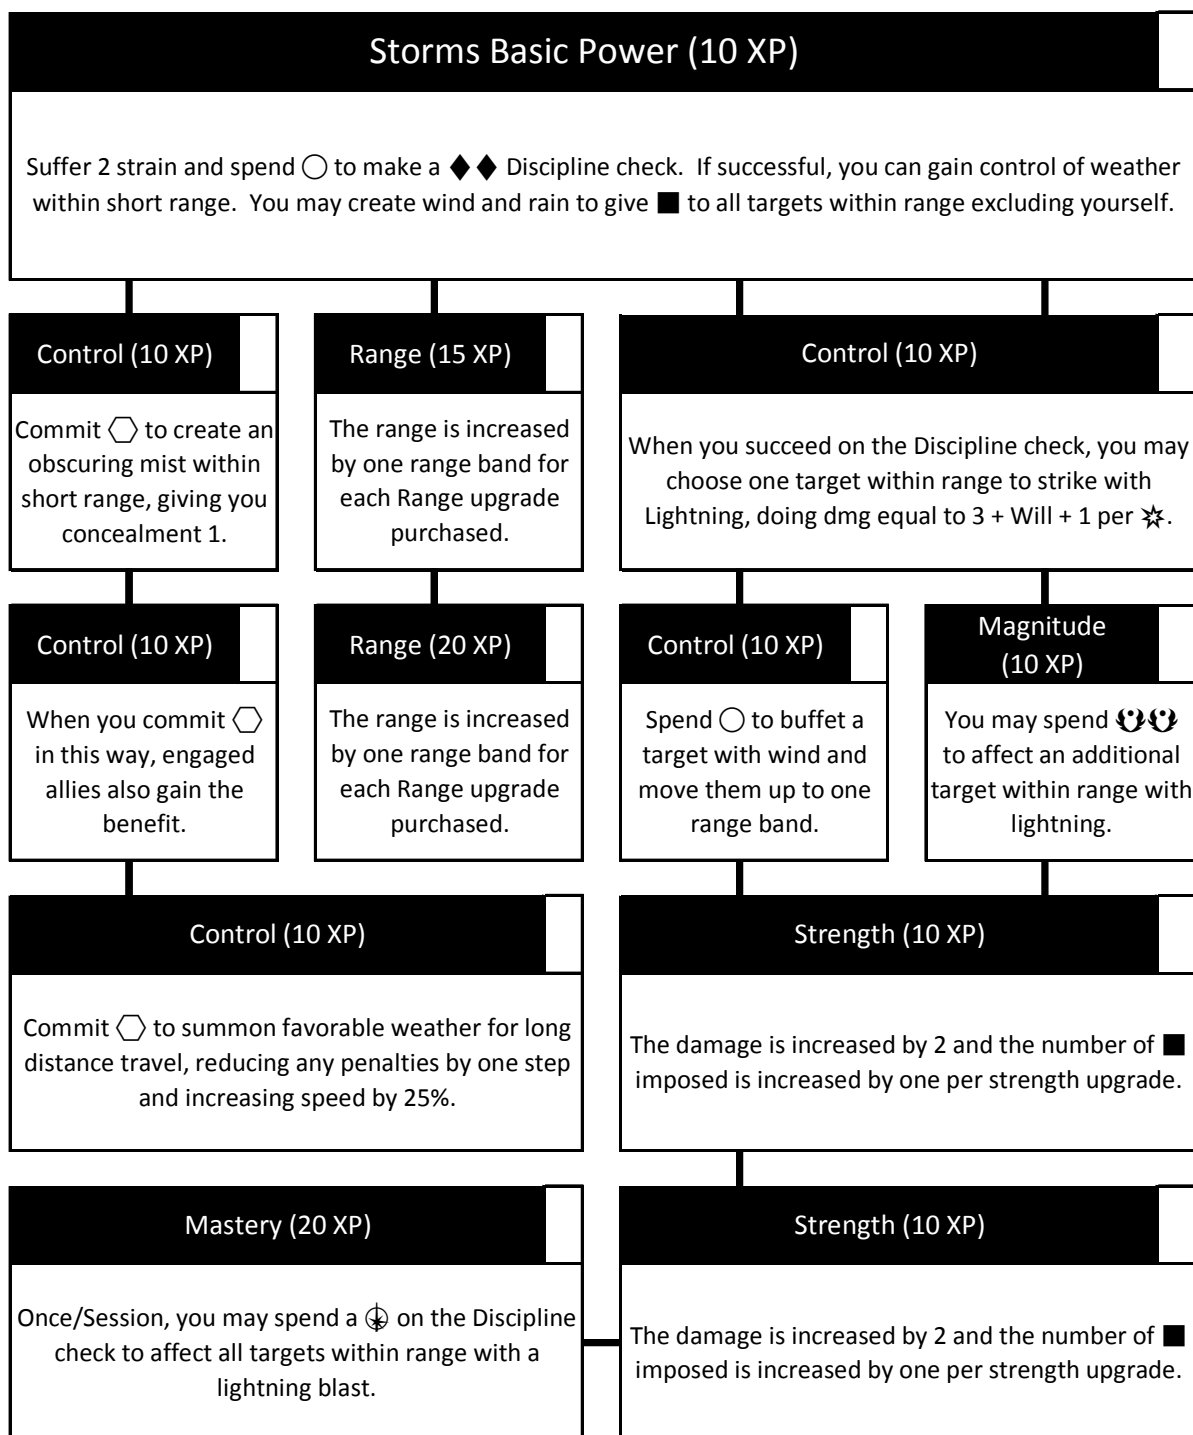 Storms Basic Power (10 XP)
Suffer 2 strain and spend ○ to make a ◆◆ Discipline check.  If successful, you can gain control of weather
within short range.  You may create wind and rain to give ■ to all targets within range excluding yourself.
Control (10 XP)
Commit ⬡ to create an
obscuring mist within
short range, giving you
concealment 1.
Range (15 XP)
The range is increased
by one range band for
each Range upgrade
purchased.
Control (10 XP)
When you succeed on the Discipline check, you may
choose one target within range to strike with
Lightning, doing dmg equal to 3 + Will + 1 per .
Control (10 XP)
When you commit ⬡
in this way, engaged
allies also gain the
benefit.
Range (20 XP)
The range is increased
by one range band for
each Range upgrade
purchased.
Control (10 XP)
Spend ○ to buffet a
target with wind and
move them up to one
range band.
Magnitude
(10 XP)
You may spend
to affect an additional
target within range with
lightning.
Control (10 XP)
Commit ⬡ to summon favorable weather for long
distance travel, reducing any penalties by one step
and increasing speed by 25%.
Strength (10 XP)
The damage is increased by 2 and the number of ■
imposed is increased by one per strength upgrade.
Mastery (20 XP)
Once/Session, you may spend a  on the Discipline
check to affect all targets within range with a
lightning blast.
Strength (10 XP)
The damage is increased by 2 and the number of ■
imposed is increased by one per strength upgrade.